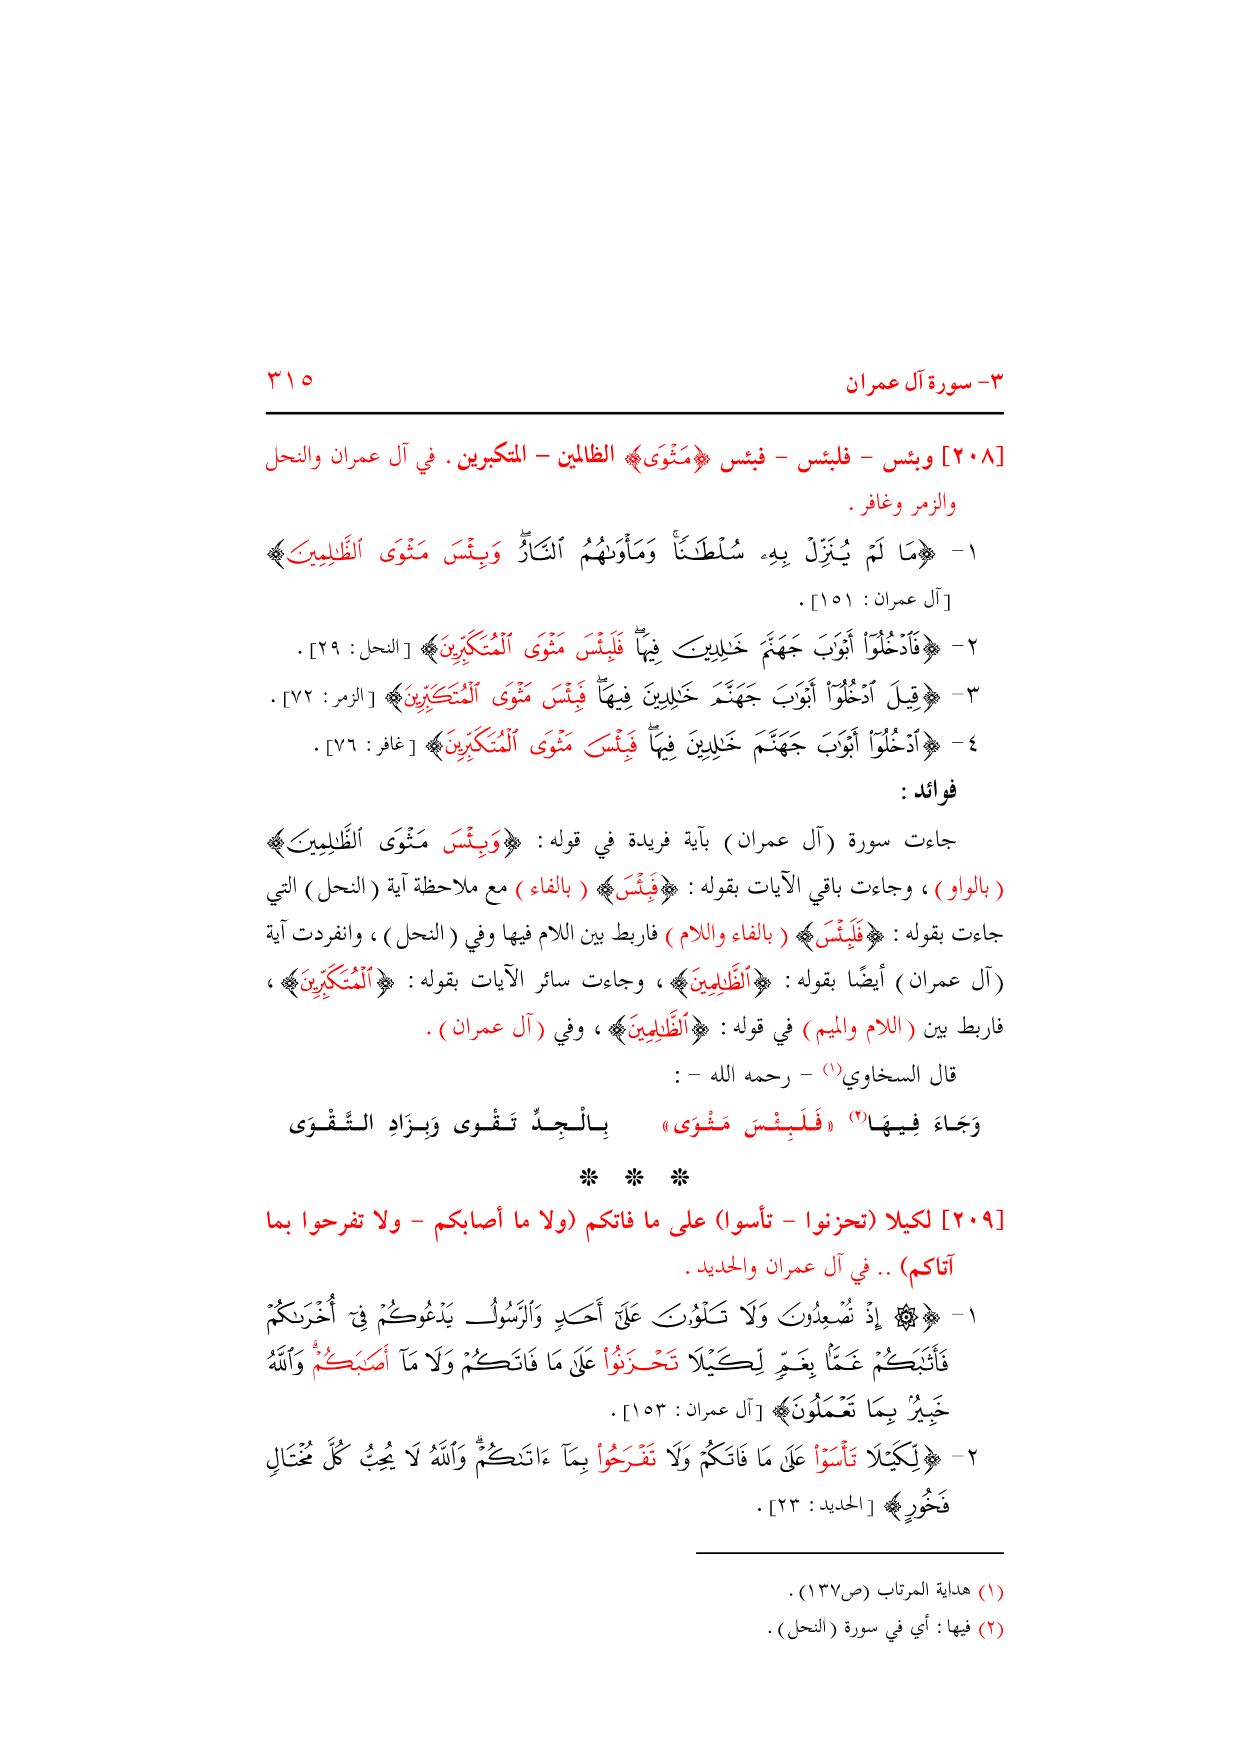 ٣- سورة آل عمران ٣١٥
[٢٠٨] وبئس – فلبئس – فبئس ﴿مَثْوَى﴾ الظالمين – المتكبرين . في آل عمران والنحل
والزمر وغافر .
١- ﴿مَا لَمْ يُنَزِّلْ بِهِۦ سُلْطَـٰنًۭا ۖ وَمَأْوَىٰهُمُ ٱلنَّارُ ۚ وَبِئْسَ مَثْوَى ٱلظَّـٰلِمِينَ﴾
[آل عمران : ١٥١] .
٢- ﴿فَٱدْخُلُوٓا۟ أَبْوَٰبَ جَهَنَّمَ خَـٰلِدِينَ فِيهَا ۖ فَلَبِئْسَ مَثْوَى ٱلْمُتَكَبِّرِينَ﴾ [النحل : ٢٩] .
٣- ﴿قِيلَ ٱدْخُلُوٓا۟ أَبْوَٰبَ جَهَنَّمَ خَـٰلِدِينَ فِيهَا ۖ فَبِئْسَ مَثْوَى ٱلْمُتَكَبِّرِينَ﴾ [الزمر : ٧٢] .
٤- ﴿ٱدْخُلُوٓا۟ أَبْوَٰبَ جَهَنَّمَ خَـٰلِدِينَ فِيهَا ۖ فَبِئْسَ مَثْوَى ٱلْمُتَكَبِّرِينَ﴾ [غافر : ٧٦] .
فوائد :
جاءت سورة (آل عمران) بآية فريدة في قوله : ﴿وَبِئْسَ مَثْوَى ٱلظَّـٰلِمِينَ﴾
(بالواو) ، وجاءت باقي الآيات بقوله : ﴿فَبِئْسَ﴾ (بالفاء) مع ملاحظة آية (النحل) التي
جاءت بقوله : ﴿فَلَبِئْسَ﴾ (بالفاء واللام) فاربط بين اللام فيها وفي (النحل) ، وانفردت آية
(آل عمران) أيضًا بقوله : ﴿ٱلظَّـٰلِمِينَ﴾ ، وجاءت سائر الآيات بقوله : ﴿ٱلْمُتَكَبِّرِينَ﴾ ،
فاربط بين (اللام والميم) في قوله : ﴿ٱلظَّـٰلِمِينَ﴾ ، وفي (آل عمران) .
قال السخاوي(١) – رحمه الله – :
وَجَاءَ فِيهَا(٢) «فَلَبِئْسَ مَثْوَى» بِالْجِدِّ تَقْوى وَبِزَادِ التَّقْوَى
* * *
[٢٠٩] لكيلا (تحزنوا – تأسوا) على ما فاتكم (ولا ما أصابكم – ولا تفرحوا بما
آتاكم) .. في آل عمران والحديد .
١- ﴿۞ إِذْ تُصْعِدُونَ وَلَا تَلْوُۥنَ عَلَىٰٓ أَحَدٍۢ وَٱلرَّسُولُ يَدْعُوكُمْ فِىٓ أُخْرَىٰكُمْ
فَأَثَـٰبَكُمْ غَمًّۢا بِغَمٍّۢ لِّكَيْلَا تَحْزَنُوا۟ عَلَىٰ مَا فَاتَكُمْ وَلَا مَآ أَصَـٰبَكُمْ ۗ وَٱللَّهُ
خَبِيرٌۢ بِمَا تَعْمَلُونَ﴾ [آل عمران : ١٥٣] .
٢- ﴿لِّكَيْلَا تَأْسَوْا۟ عَلَىٰ مَا فَاتَكُمْ وَلَا تَفْرَحُوا۟ بِمَآ ءَاتَىٰكُمْ ۗ وَٱللَّهُ لَا يُحِبُّ كُلَّ مُخْتَالٍۢ
فَخُورٍ﴾ [الحديد : ٢٣] .
(١) هداية المرتاب (ص١٣٧) .
(٢) فيها : أي في سورة (النحل) .